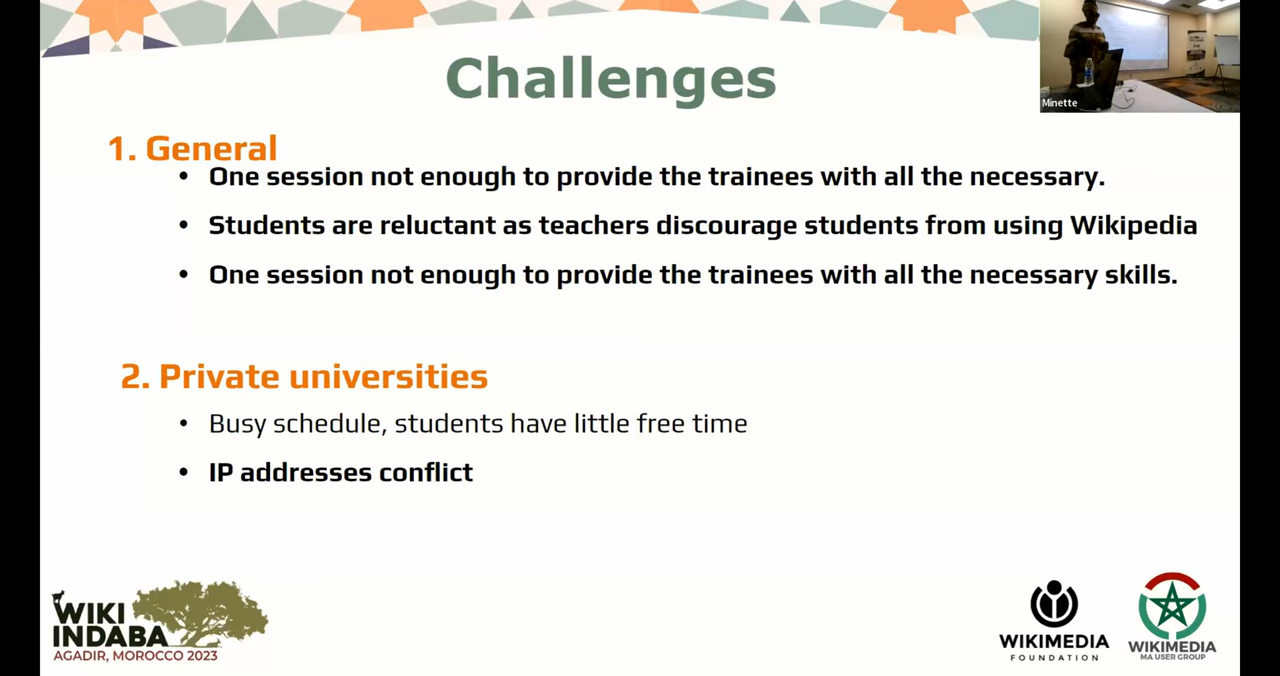 Challenges
Minette
1. General
• One session not enough to provide the trainees with all the necessary.
• Students are reluctant as teachers discourage students from using Wikipedia
• One session not enough to provide the trainees with all the necessary skills.
2. Private universities
• Busy schedule, students have little free time
• IP addresses conflict
WIKI
INDABA
AGADIR, MOROCCO 2023
WIKIMEDIA
FOUNDATION
WIKIMEDIA
MA USER GROUP